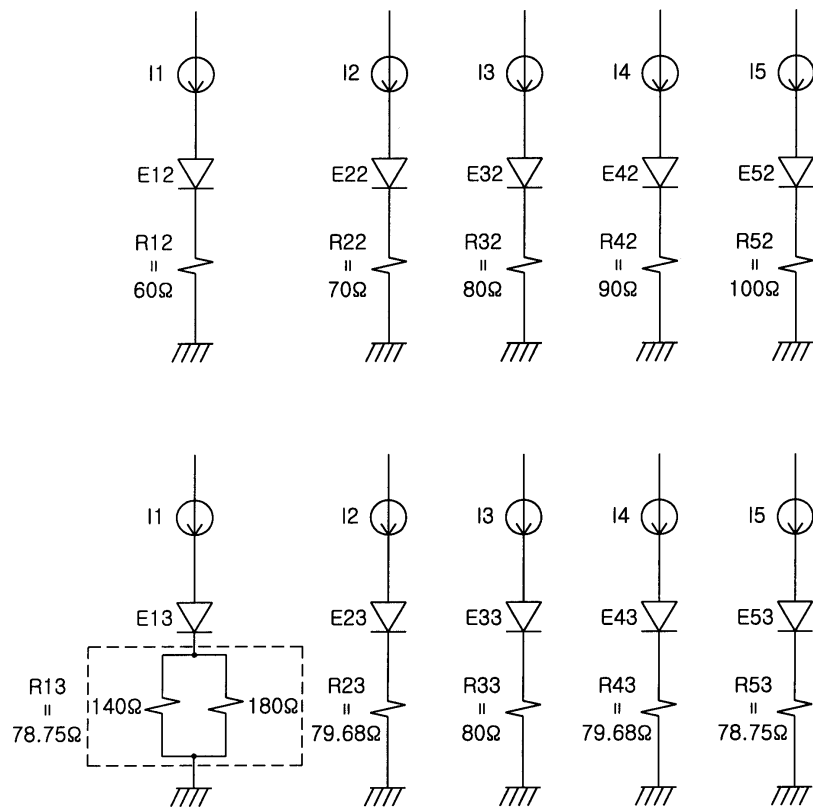 I1 I2 I3 I4 I5
E12 E22 E32 E42 E52
R12 R22 R32 R42 R52
= = = = =
60Ω 70Ω 80Ω 90Ω 100Ω
I1 I2 I3 I4 I5
E13 E23 E33 E43 E53
R13 R23 R33 R43 R53
= 140Ω 180Ω = = = =
78.75Ω 79.68Ω 80Ω 79.68Ω 78.75Ω